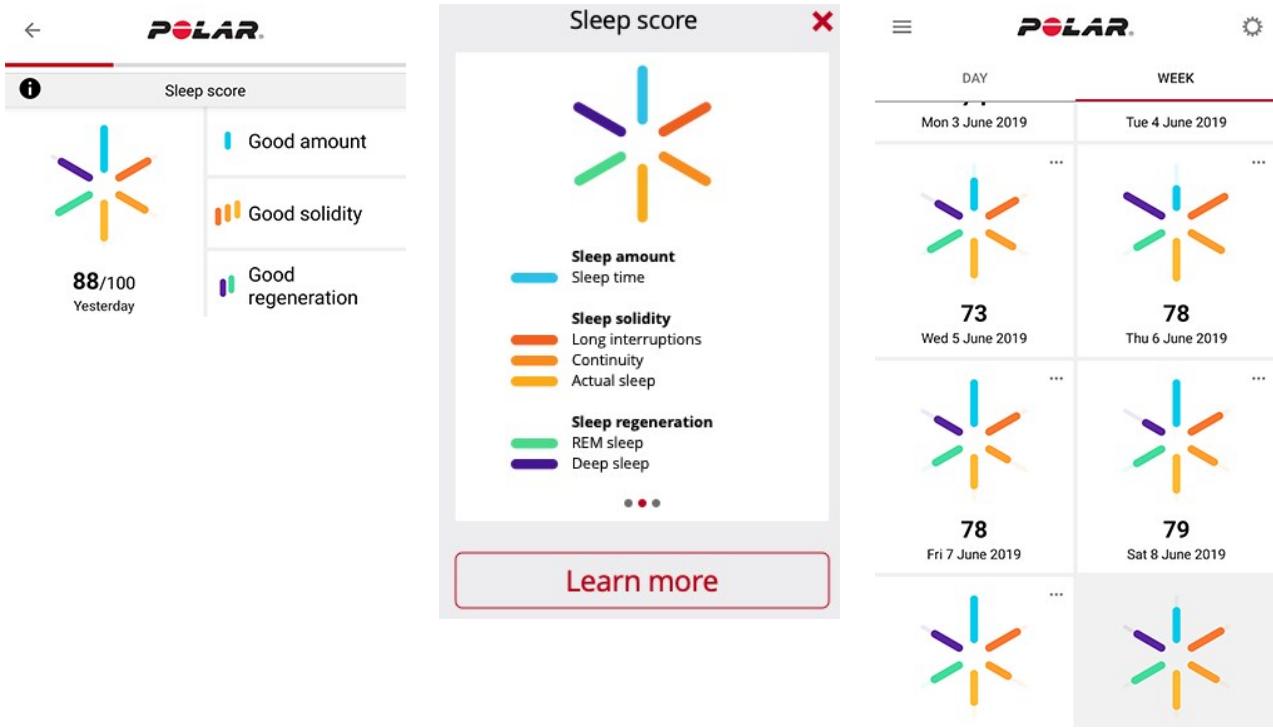 POLAR.
Sleep score
Good amount
Good solidity
Good
regeneration
88/100
Yesterday
Sleep score
Sleep amount
Sleep time
Sleep solidity
Long interruptions
Continuity
Actual sleep
Sleep regeneration
REM sleep
Deep sleep
Learn more
POLAR.
DAY
WEEK
Mon 3 June 2019
Tue 4 June 2019
73
Wed 5 June 2019
78
Thu 6 June 2019
78
Fri 7 June 2019
79
Sat 8 June 2019